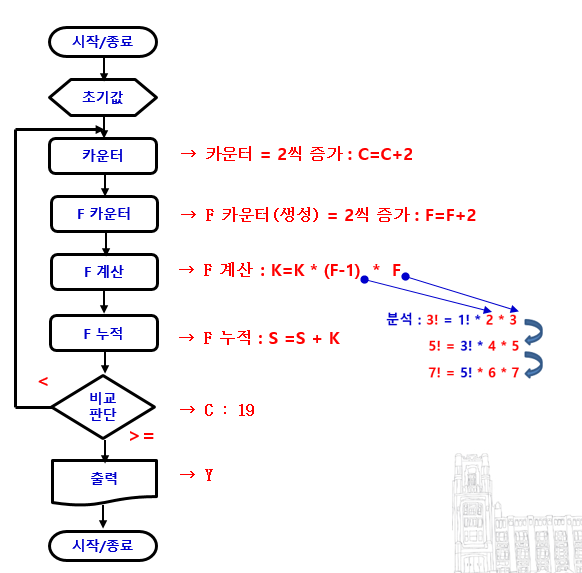 시작/종료
초기값
카운터 → 카운터 = 2씩 증가 : C=C+2
F 카운터 → F 카운터(생성) = 2씩 증가 : F=F+2
F 계산 → F 계산 : K=K * (F-1) * F
분석 : 3! = 1! * 2 * 3
F 누적 → F 누적 : S =S + K
5! = 3! * 4 * 5
7! = 5! * 6 * 7
<
비교
판단 → C : 19
>=
출력 → Y
시작/종료